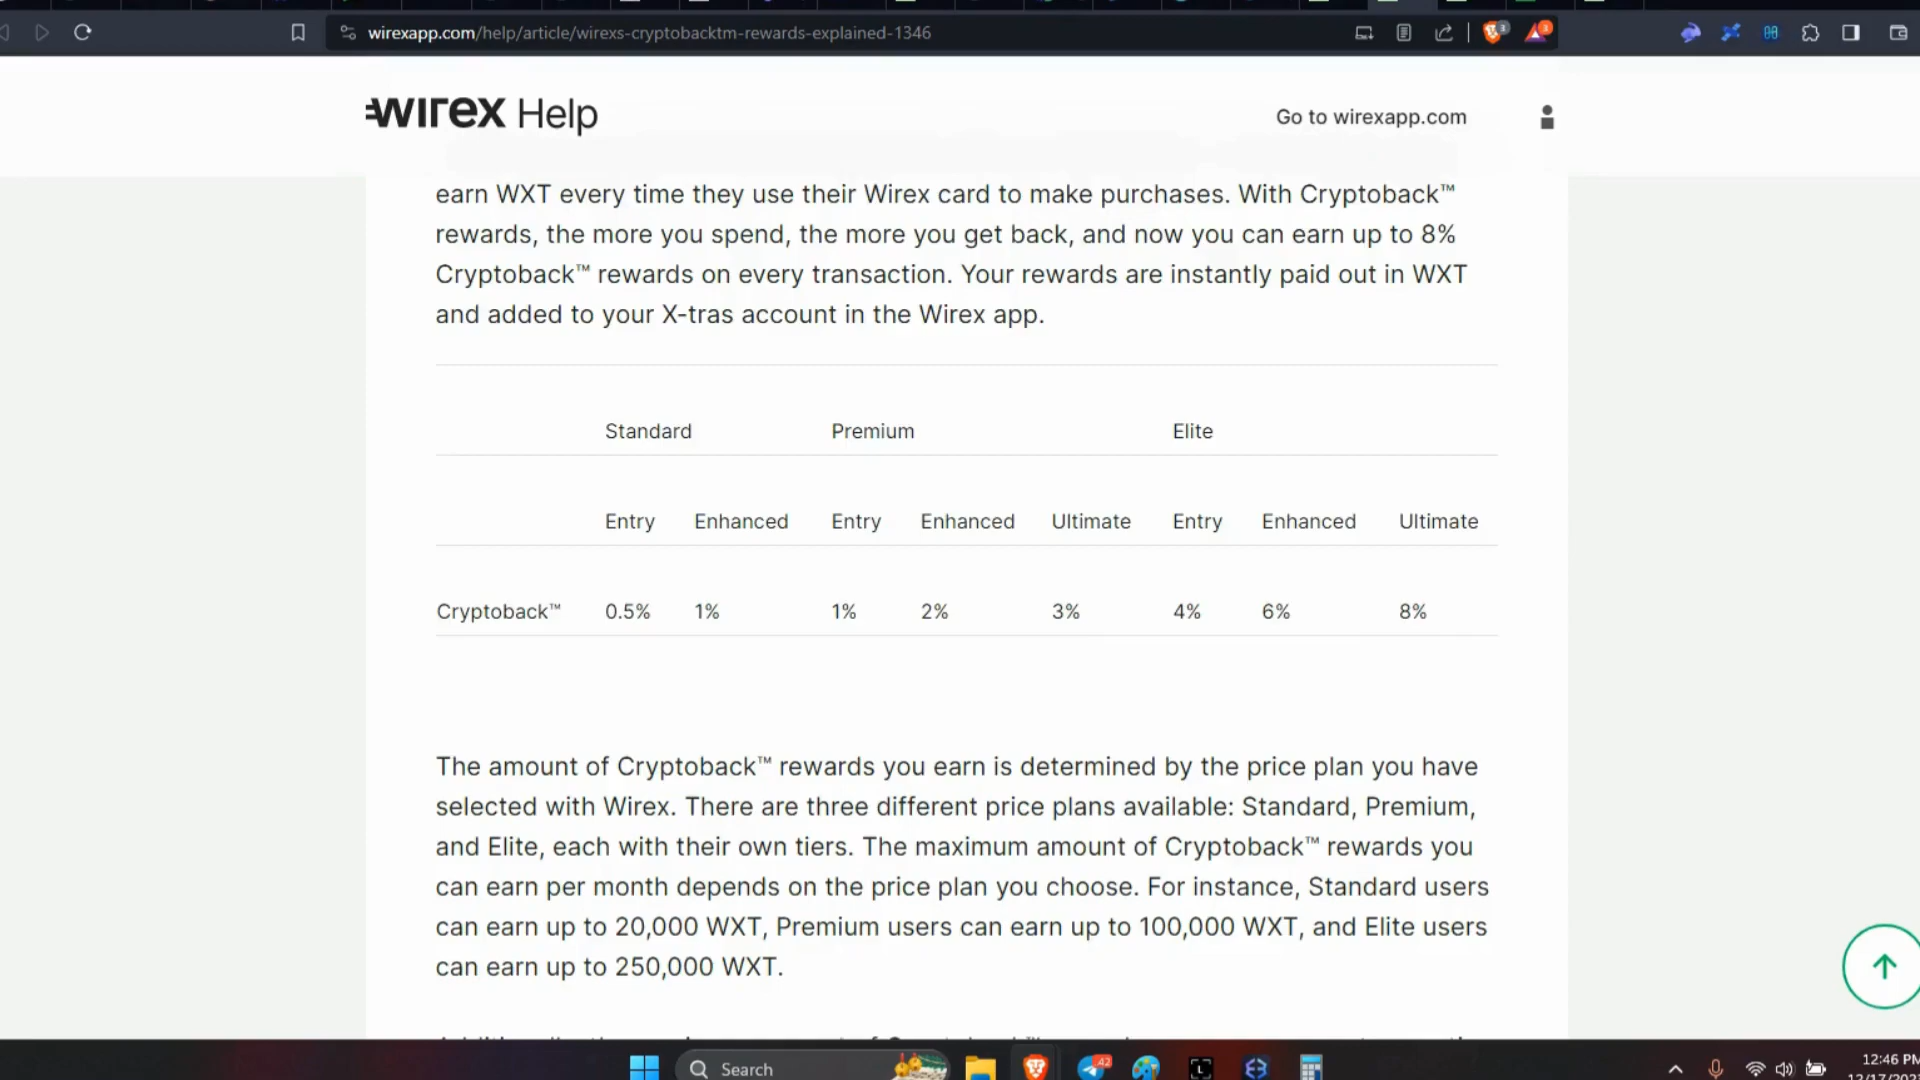 wirexapp.com/help/article/wirexs-cryptobacktm-rewards-explained-1346
wirex Help
Go to wirexapp.com
earn WXT every time they use their Wirex card to make purchases. With Cryptoback™
rewards, the more you spend, the more you get back, and now you can earn up to 8%
Cryptoback™ rewards on every transaction. Your rewards are instantly paid out in WXT
and added to your X-tras account in the Wirex app.
Standard Premium Elite
Entry Enhanced Entry Enhanced Ultimate Entry Enhanced Ultimate
Cryptoback™ 0.5% 1% 1% 2% 3% 4% 6% 8%
The amount of Cryptoback™ rewards you earn is determined by the price plan you have
selected with Wirex. There are three different price plans available: Standard, Premium,
and Elite, each with their own tiers. The maximum amount of Cryptoback™ rewards you
can earn per month depends on the price plan you choose. For instance, Standard users
can earn up to 20,000 WXT, Premium users can earn up to 100,000 WXT, and Elite users
can earn up to 250,000 WXT.
Search
42
12:46 PM